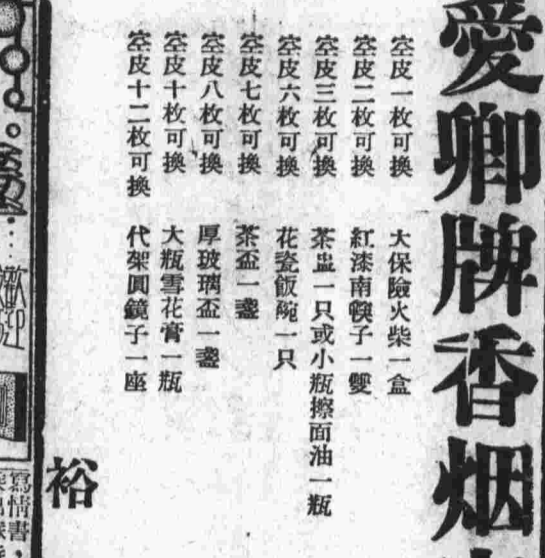 愛卿牌香烟
空皮一枚可換 大保險火柴一盒
空皮二枚可換 紅漆南筷子一雙
空皮三枚可換 茶盅一只或小瓶擦面油一瓶
空皮六枚可換 花瓷飯碗一只
空皮七枚可換 茶盃一盞
空皮八枚可換 厚玻璃盃一盞
空皮十枚可換 大瓶雪花膏一瓶
空皮十二枚可換 代架圓鏡子一座
裕
歡迎
寫情書，